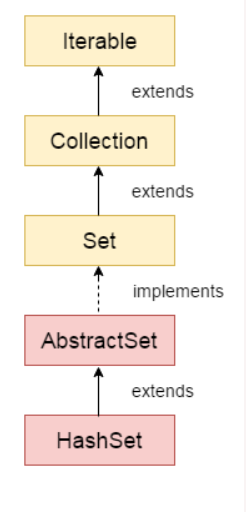 Iterable
extends
Collection
extends
Set
implements
AbstractSet
extends
HashSet